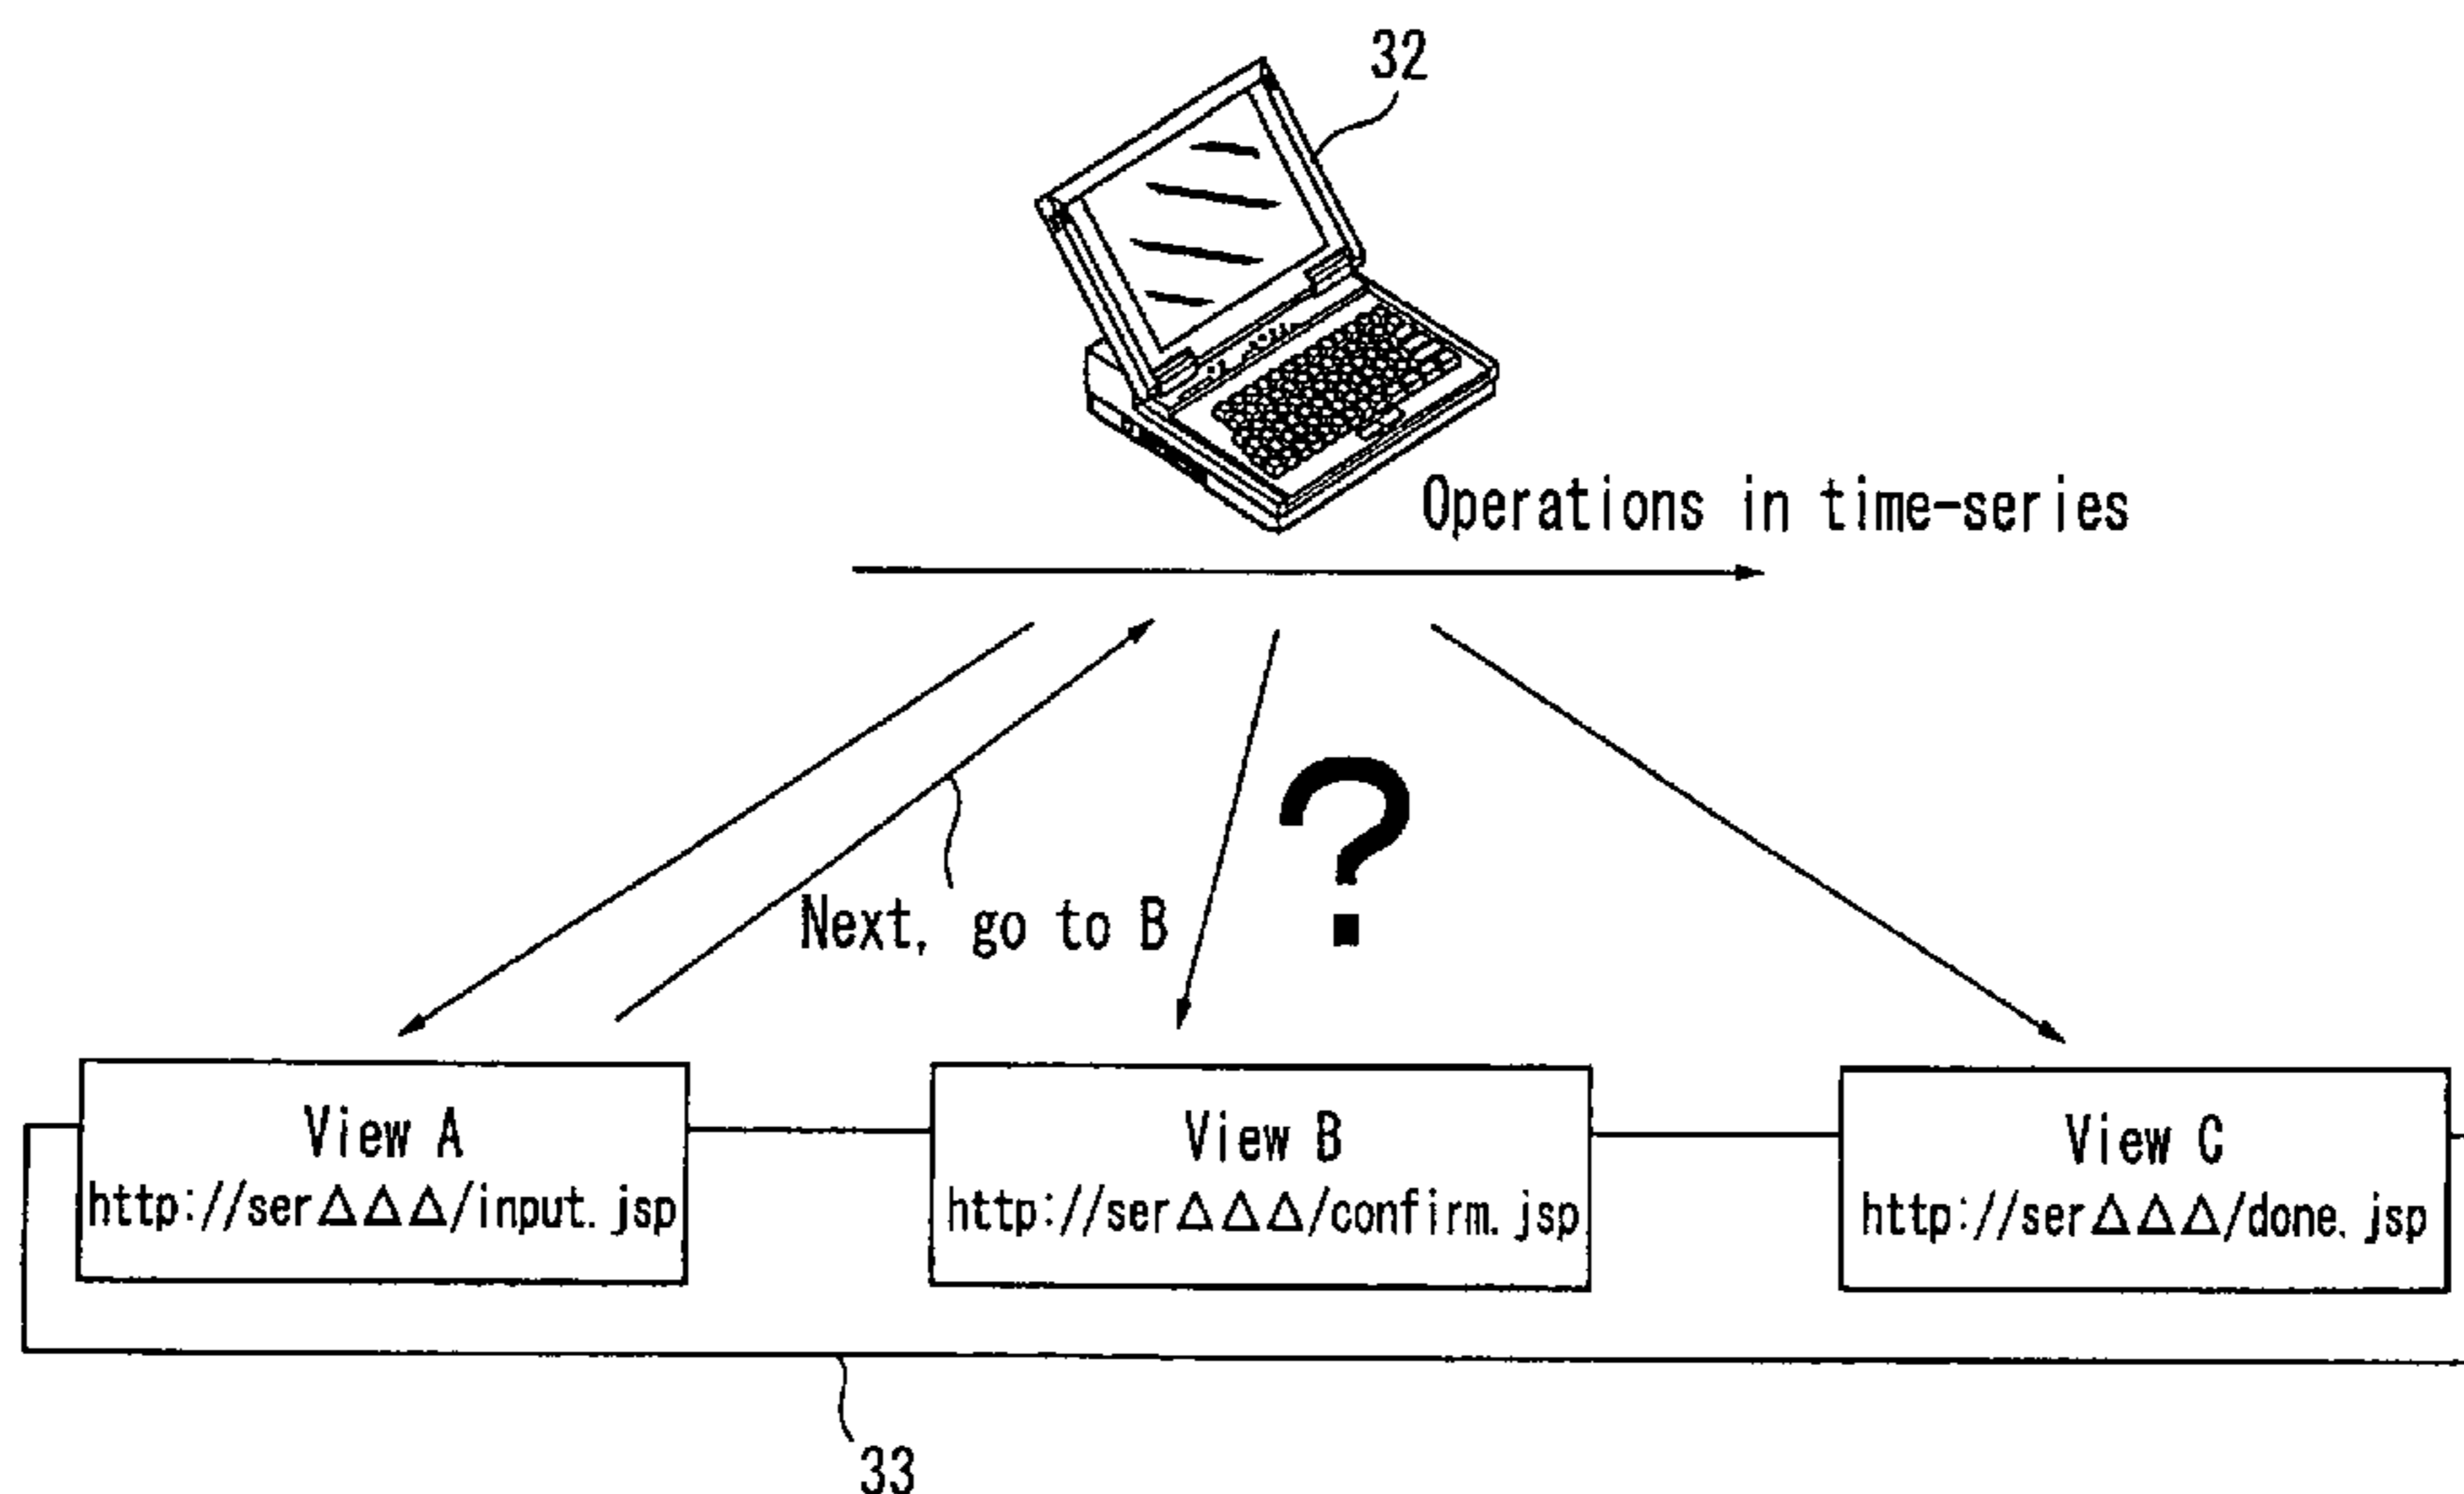 32
Operations in time-series
?
Next, go to B
View A
http://ser△△△/input.jsp
View B
http://ser△△△/confirm.jsp
View C
http://ser△△△/done.jsp
33